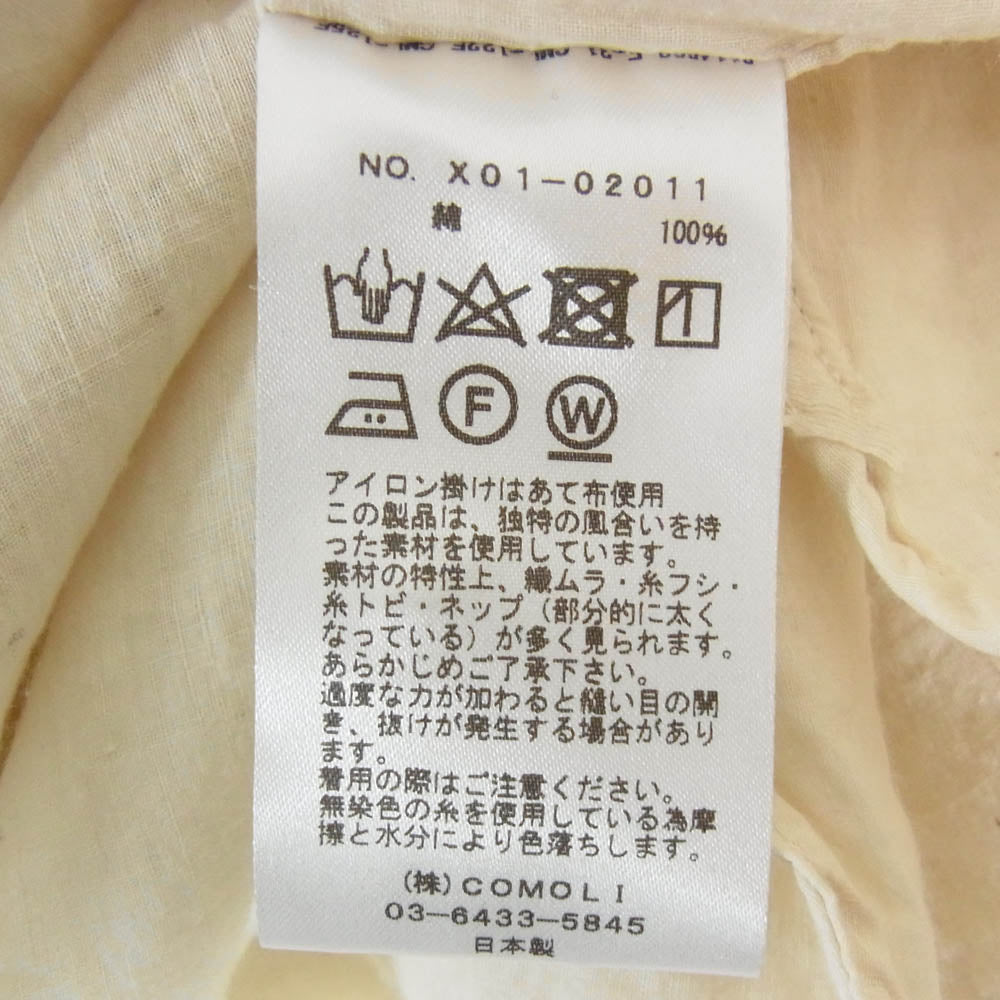 NO. X01-02011
綿 100%
F
W
アイロン掛けはあて布使用
この製品は、独特の風合いを持
った素材を使用しています。
素材の特性上、織ムラ・糸フシ・
糸トビ・ネップ（部分的に太く
なっている）が多く見られます。
あらかじめご了承下さい。
過度な力が加わると縫い目の開
き、抜けが発生する場合があり
ます。
着用の際はご注意ください。
無染色の糸を使用している為摩
擦と水分により色落ちします。
(株) COMOLI
03-6433-5845
日本製